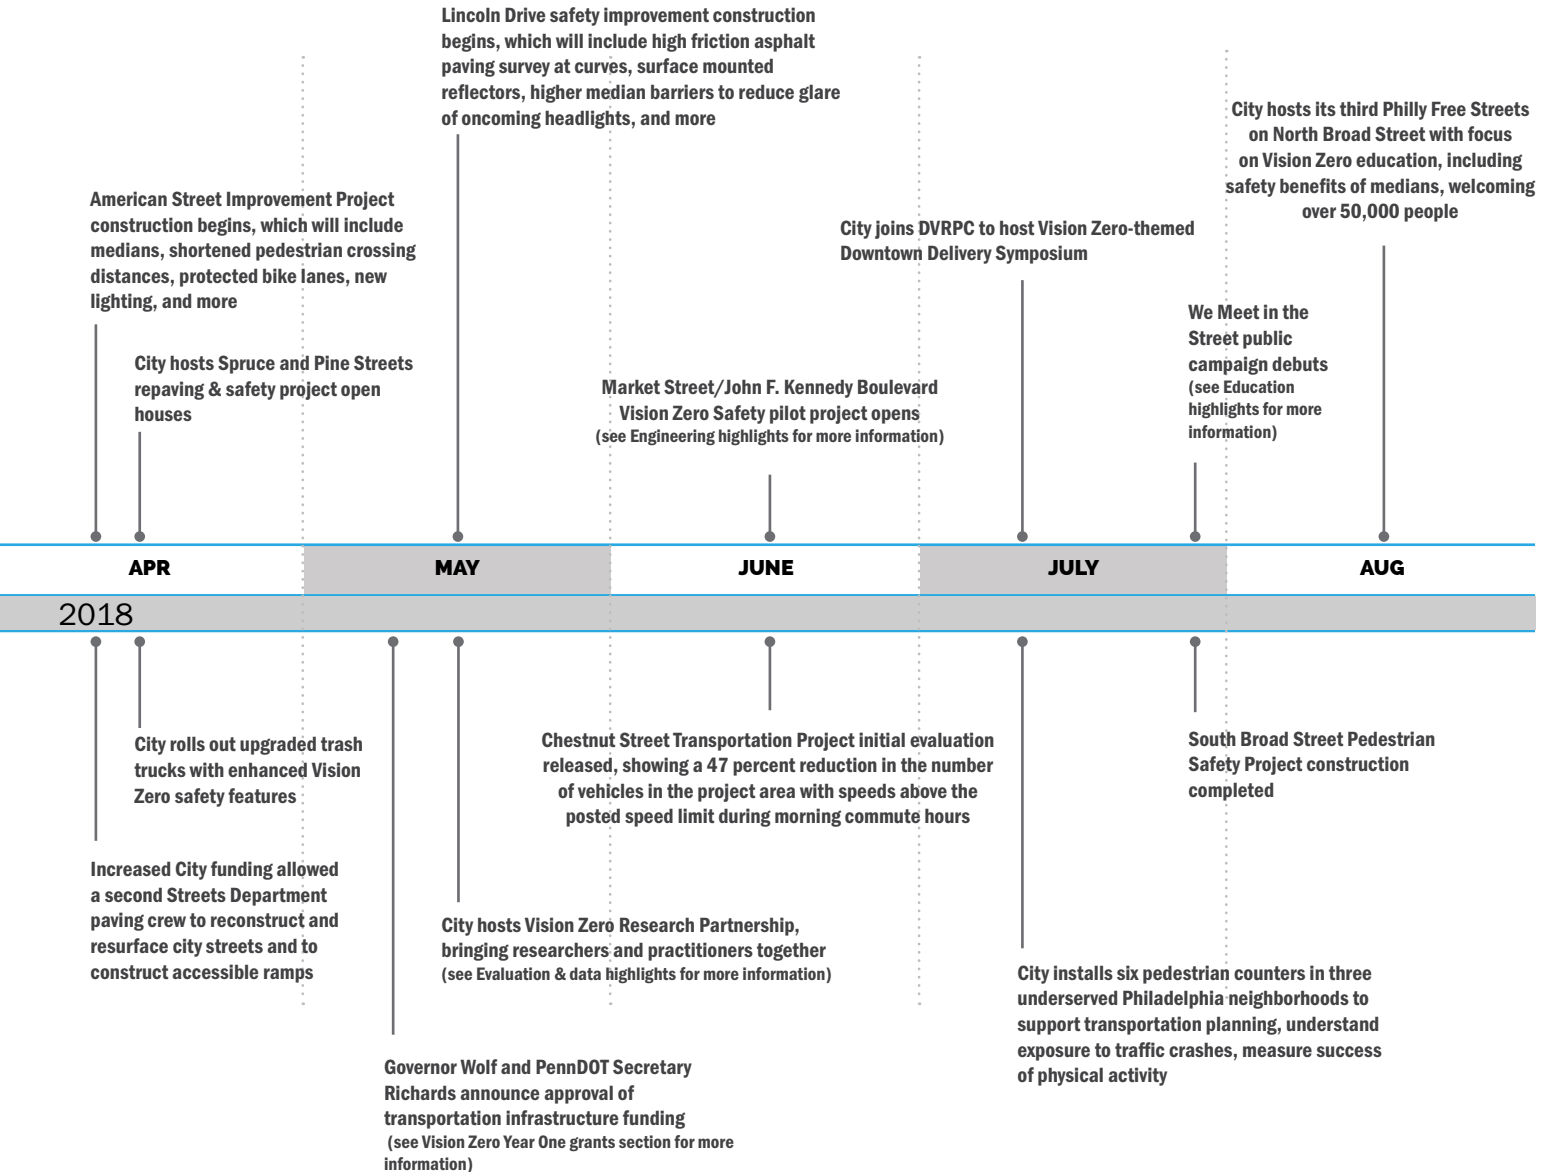 Lincoln Drive safety improvement construction
begins, which will include high friction asphalt
paving survey at curves, surface mounted
reflectors, higher median barriers to reduce glare
of oncoming headlights, and more
City hosts its third Philly Free Streets
on North Broad Street with focus
on Vision Zero education, including
safety benefits of medians, welcoming
over 50,000 people
American Street Improvement Project
construction begins, which will include
medians, shortened pedestrian crossing
distances, protected bike lanes, new
lighting, and more
City joins DVRPC to host Vision Zero-themed
Downtown Delivery Symposium
We Meet in the
Street public
campaign debuts
(see Education
highlights for more
information)
City hosts Spruce and Pine Streets
repaving & safety project open
houses
Market Street/John F. Kennedy Boulevard
Vision Zero Safety pilot project opens
(see Engineering highlights for more information)
APR
MAY
JUNE
JULY
AUG
2018
City rolls out upgraded trash
trucks with enhanced Vision
Zero safety features
Chestnut Street Transportation Project initial evaluation
released, showing a 47 percent reduction in the number
of vehicles in the project area with speeds above the
posted speed limit during morning commute hours
South Broad Street Pedestrian
Safety Project construction
completed
Increased City funding allowed
a second Streets Department
paving crew to reconstruct and
resurface city streets and to
construct accessible ramps
City hosts Vision Zero Research Partnership,
bringing researchers and practitioners together
(see Evaluation & data highlights for more information)
City installs six pedestrian counters in three
underserved Philadelphia neighborhoods to
support transportation planning, understand
exposure to traffic crashes, measure success
of physical activity
Governor Wolf and PennDOT Secretary
Richards announce approval of
transportation infrastructure funding
(see Vision Zero Year One grants section for more
information)